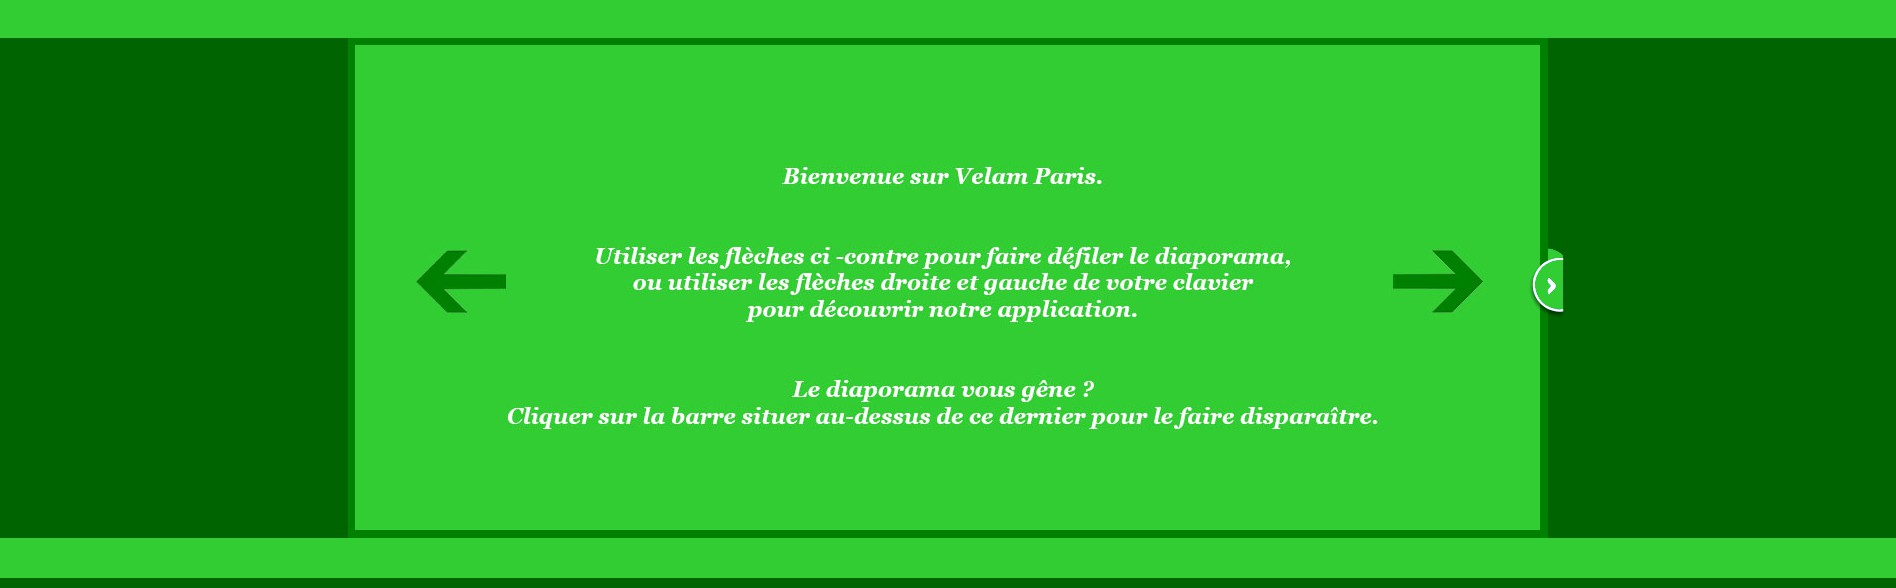 Bienvenue sur Velam Paris.
Utiliser les flèches ci -contre pour faire défiler le diaporama,
ou utiliser les flèches droite et gauche de votre clavier
pour découvrir notre application.
Le diaporama vous gêne ?
Cliquer sur la barre situer au-dessus de ce dernier pour le faire disparaître.